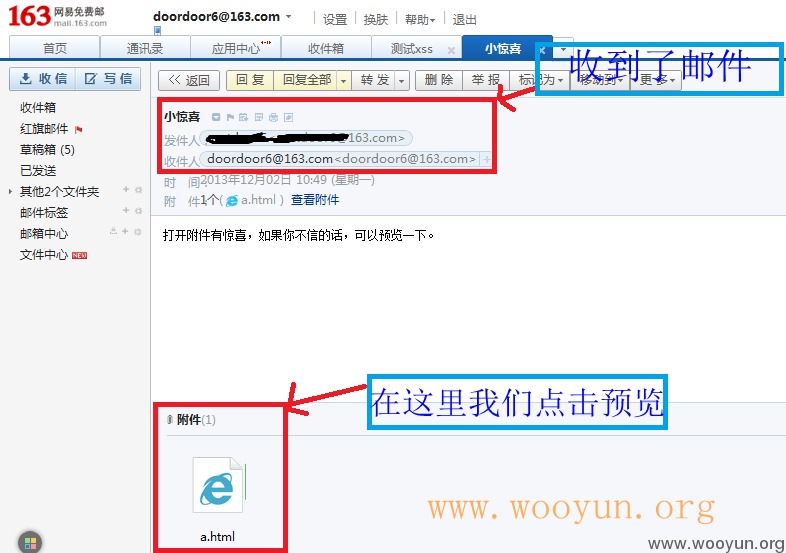 163 网易免费邮
mail.163.com
doordoor6@163.com 设置 换肤 帮助 退出
首页 通讯录 应用中心 收件箱 测试xss 小惊喜
收信 写信
<< 返回 回复 回复全部 转发 删除 举报 标记为 移动到 更多
收到了邮件
收件箱
红旗邮件
草稿箱 (5)
已发送
其他2个文件夹
邮件标签
邮箱中心
文件中心 NEW
小惊喜
发件人 @163.com>
收件人 doordoor6@163.com<doordoor6@163.com>
时 间 2013年12月02日 10:49 (星期一)
附 件 1个( a.html ) 查看附件
打开附件有惊喜，如果你不信的话，可以预览一下。
在这里我们点击预览
附件(1)
a.html
www.wooyun.org
www.wooyun.org